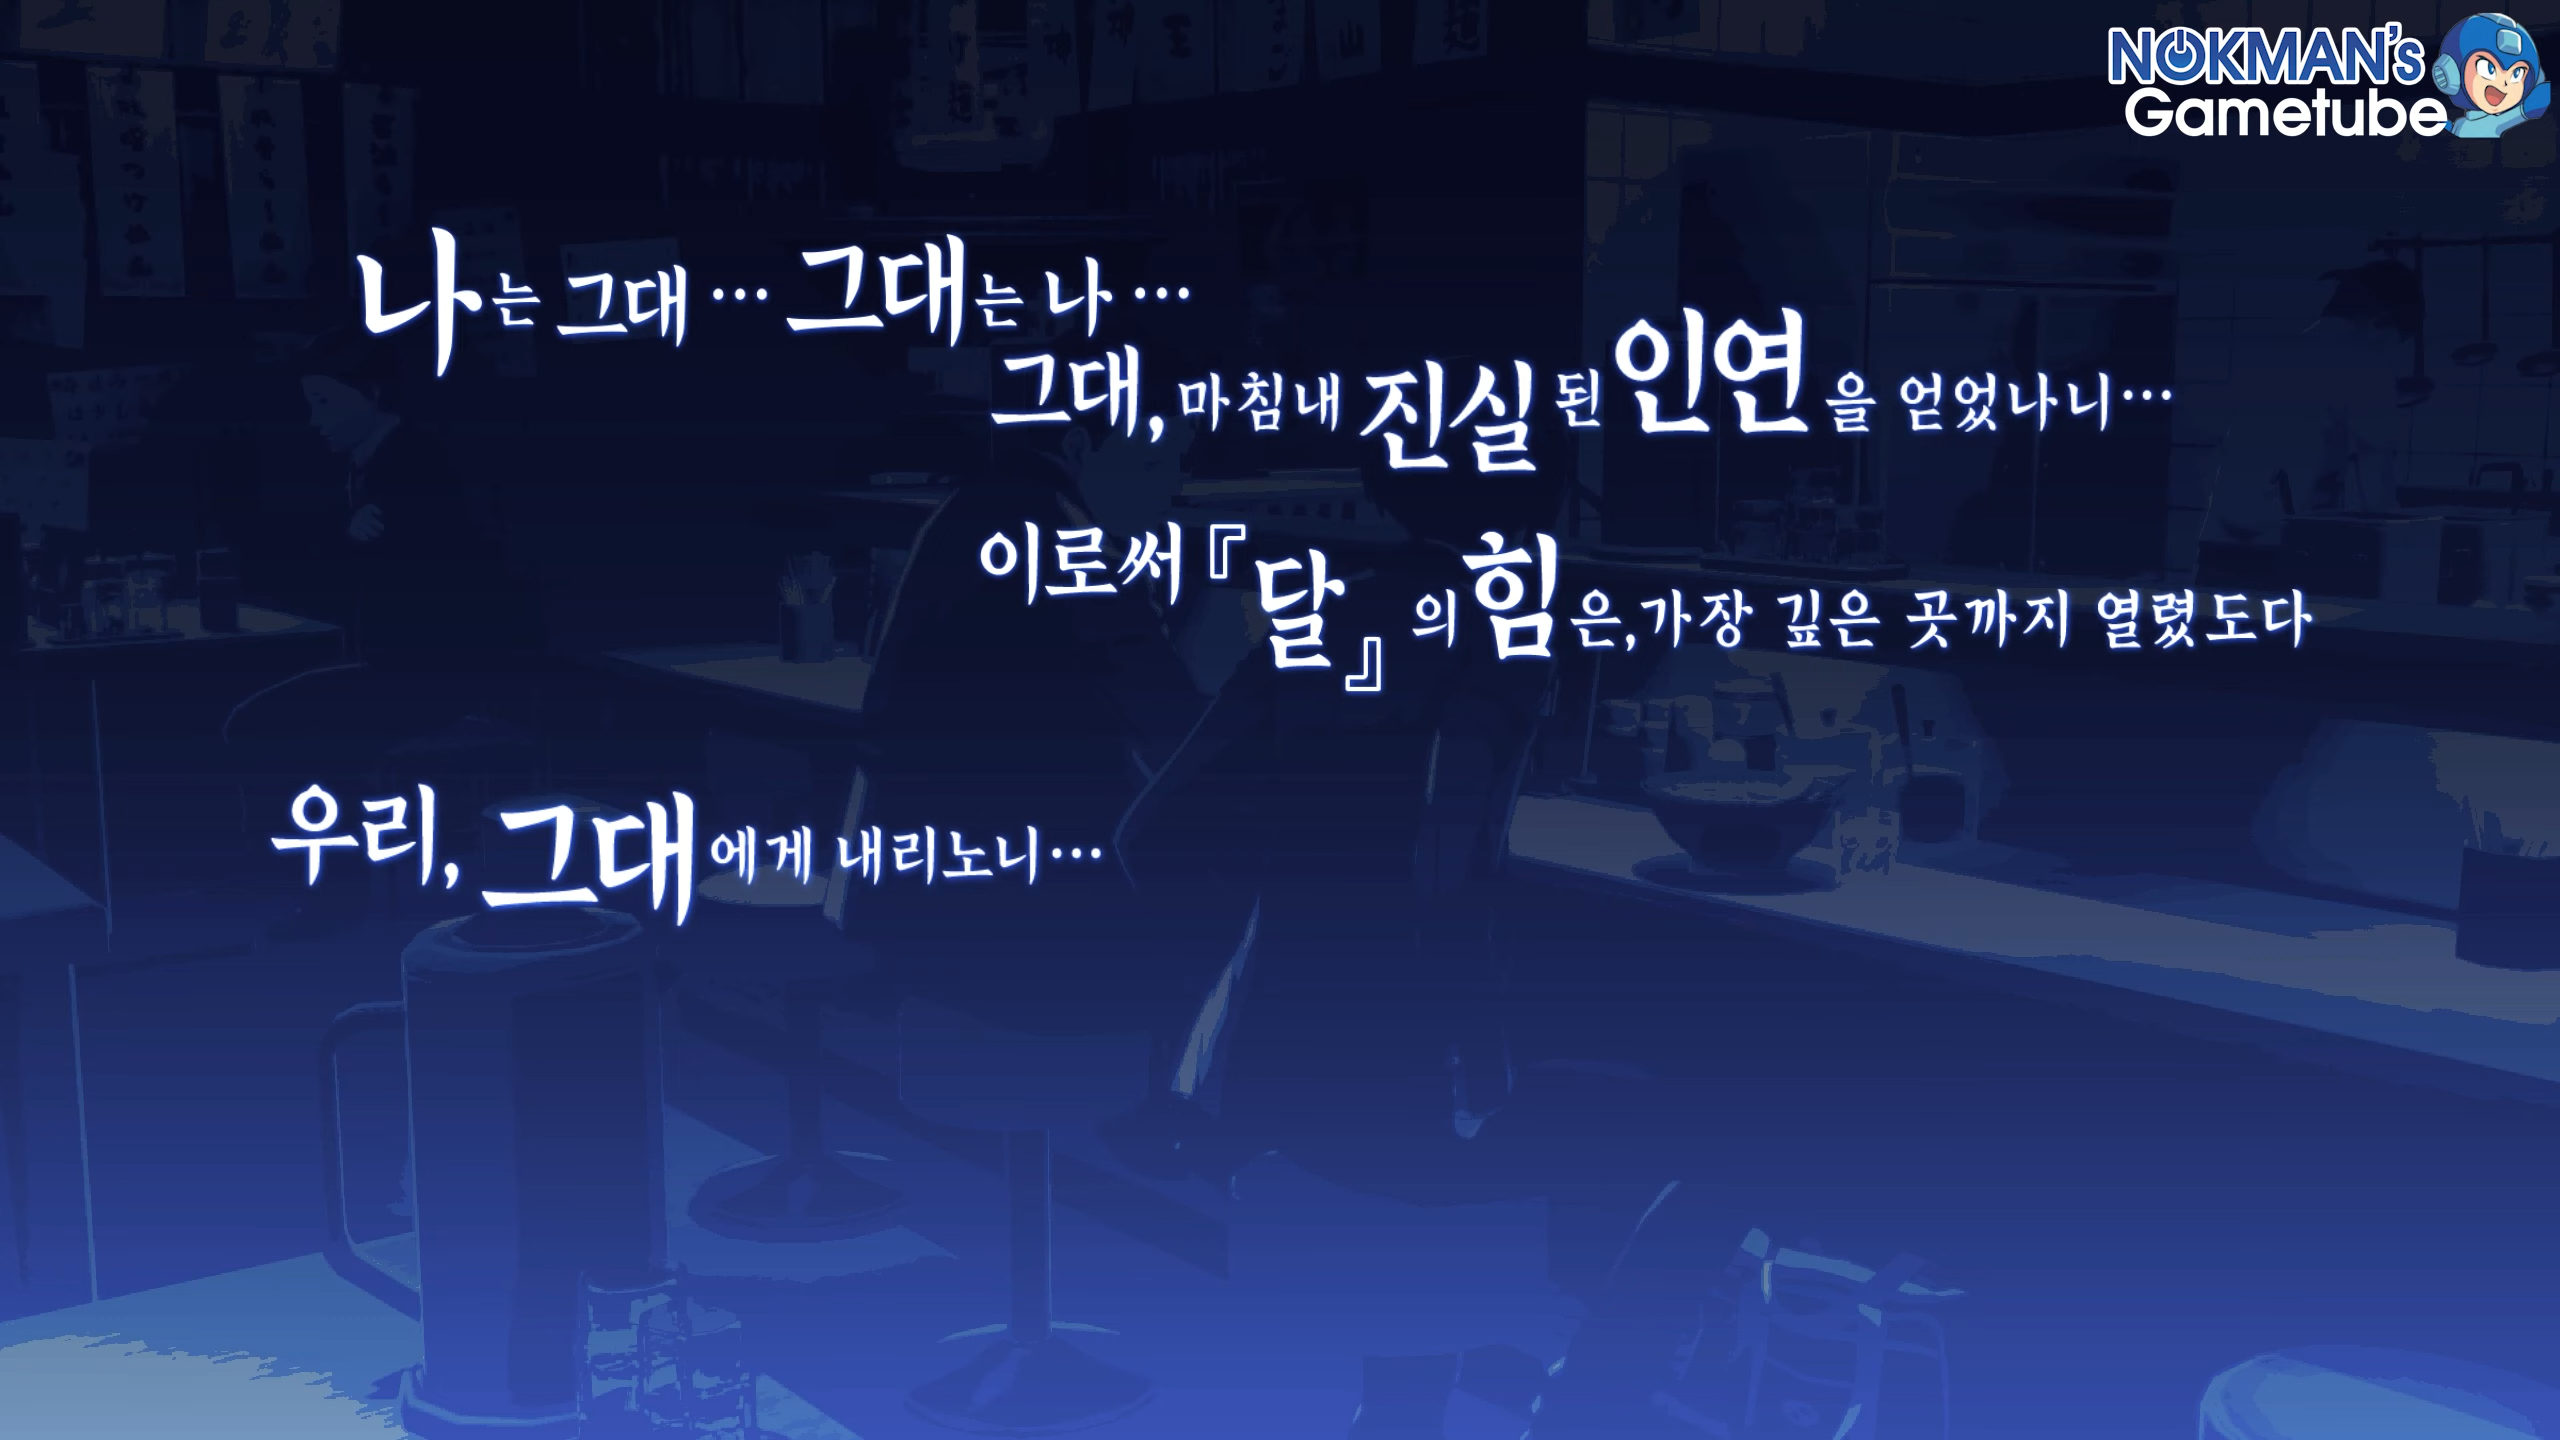 NOKMAN's
Gametube
나는 그대… 그대는 나…
그대, 마침내 진실된 인연을 얻었나니…
이로써 『달』의 힘은, 가장 깊은 곳까지 열렸도다
우리, 그대에게 내리노니…